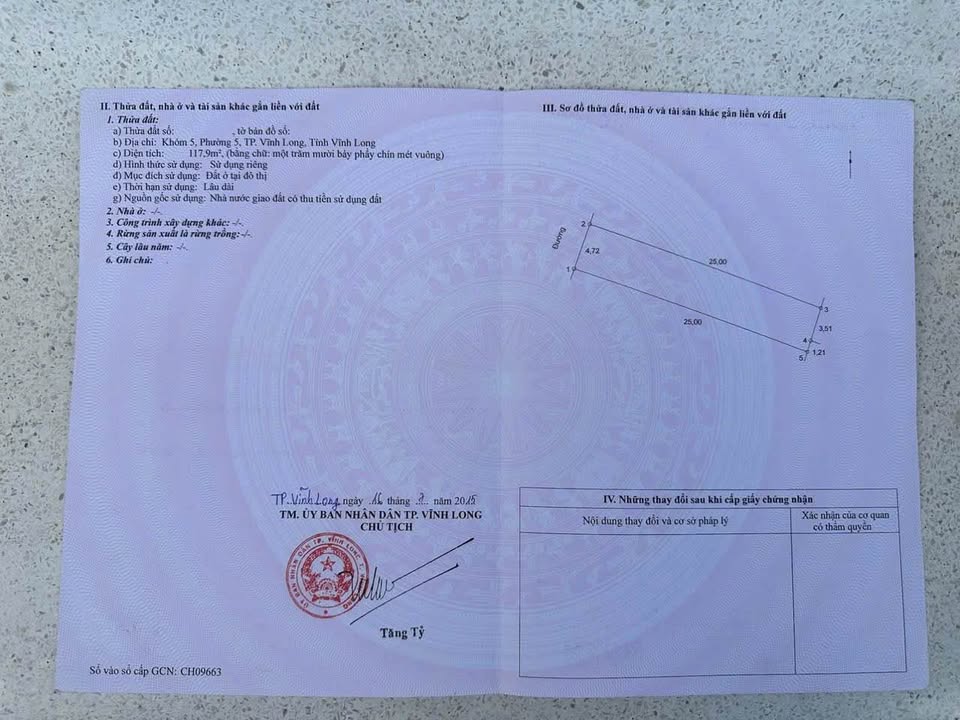 II. Thửa đất, nhà ở và tài sản khác gắn liền với đất
1. Thửa đất:
a) Thửa đất số: , tờ bản đồ số:
b) Địa chỉ: Khóm 5, Phường 5, TP. Vĩnh Long, Tỉnh Vĩnh Long
c) Diện tích: 117,9m², (bằng chữ: một trăm mười bảy phẩy chín mét vuông)
d) Hình thức sử dụng: Sử dụng riêng
đ) Mục đích sử dụng: Đất ở tại đô thị
e) Thời hạn sử dụng: Lâu dài
g) Nguồn gốc sử dụng: Nhà nước giao đất có thu tiền sử dụng đất
2. Nhà ở: -/-.
3. Công trình xây dựng khác: -/-.
4. Rừng sản xuất là rừng trồng: -/-.
5. Cây lâu năm: -/-.
6. Ghi chú:
TP. Vĩnh Long, ngày 16 tháng năm 2015
TM. ỦY BAN NHÂN DÂN TP. VĨNH LONG
CHỦ TỊCH
ỦY BAN NHÂN DÂN TP. VĨNH LONG
Tăng Tỷ
Số vào sổ cấp GCN: CH09663
III. Sơ đồ thửa đất, nhà ở và tài sản khác gắn liền với đất
Đường
2
4,72
1
25,00
25,00
3
3,51
4
1,21
5
IV. Những thay đổi sau khi cấp giấy chứng nhận
Nội dung thay đổi và cơ sở pháp lý
Xác nhận của cơ quan
có thẩm quyền